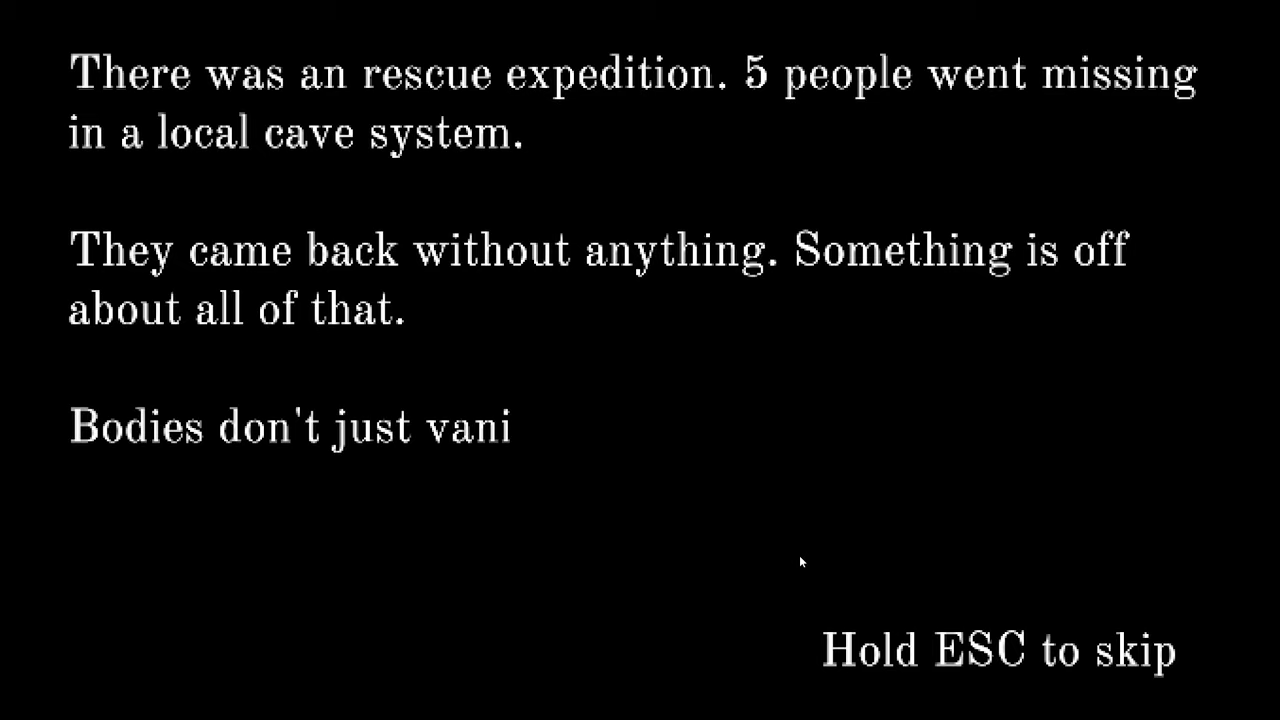 There was an rescue expedition. 5 people went missing
in a local cave system.
They came back without anything. Something is off
about all of that.
Bodies don't just vani
Hold ESC to skip